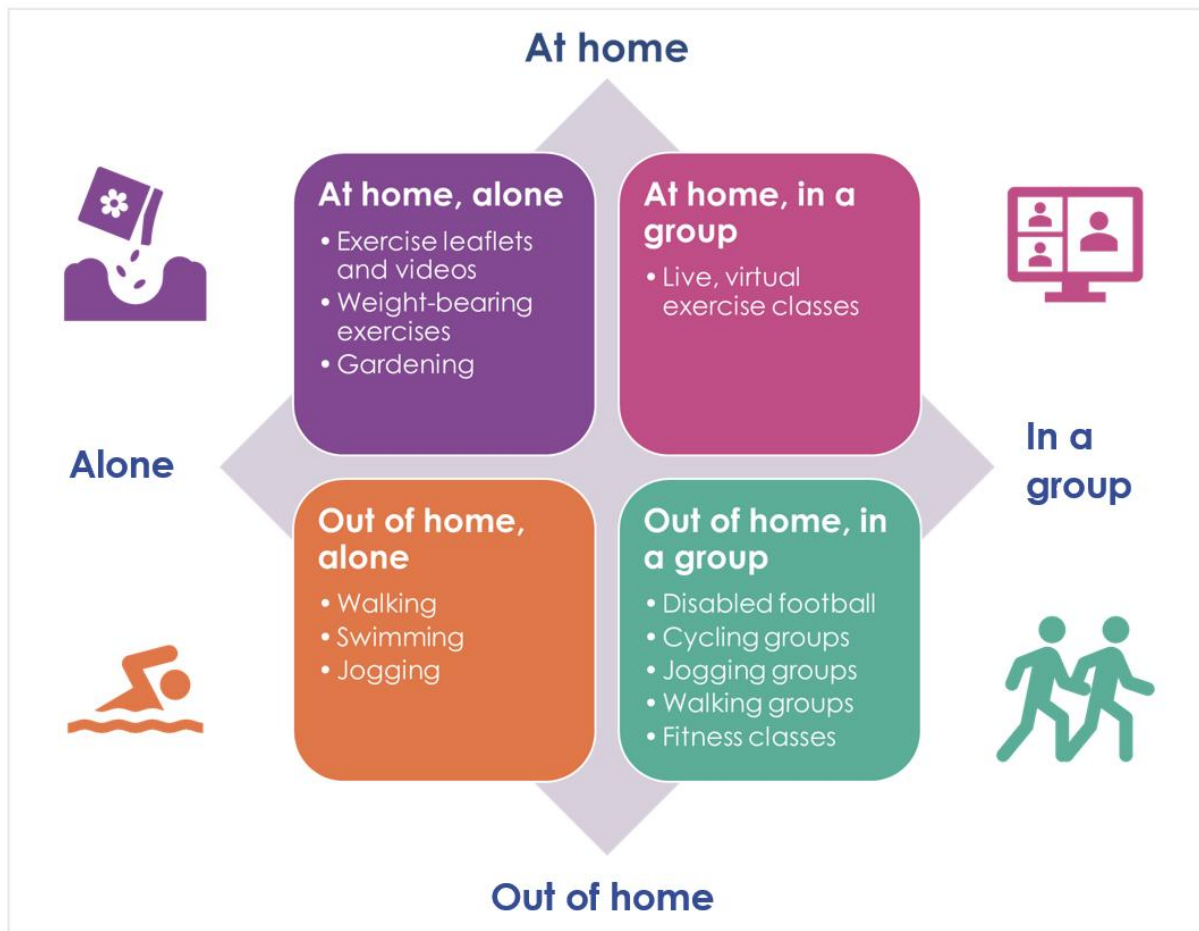 At home
At home, alone
• Exercise leaflets
and videos
• Weight-bearing
exercises
• Gardening
At home, in a
group
• Live, virtual
exercise classes
Alone
In a
group
Out of home,
alone
• Walking
• Swimming
• Jogging
Out of home, in
a group
• Disabled football
• Cycling groups
• Jogging groups
• Walking groups
• Fitness classes
Out of home